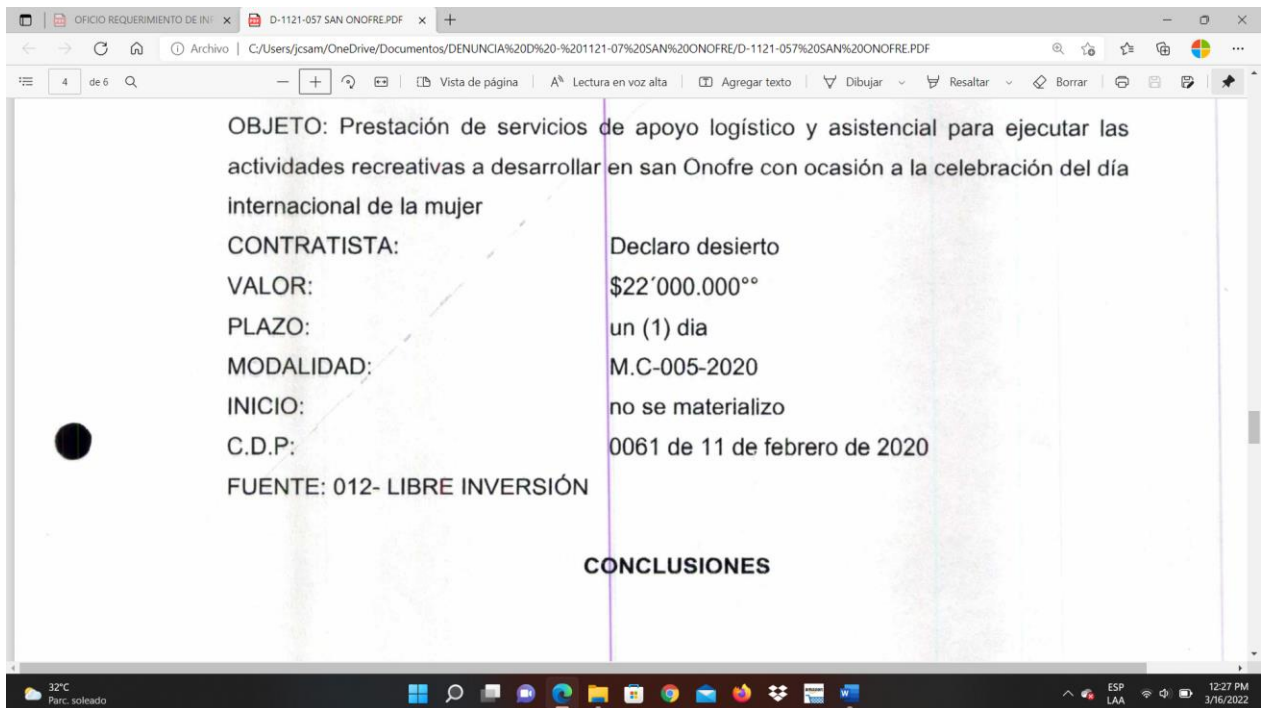 OFICIO REQUERIMIENTO DE INF
D-1121-057 SAN ONOFRE.PDF
Archivo
C:/Users/jcsam/OneDrive/Documentos/DENUNCIA%20D%20-%201121-07%20SAN%20ONOFRE/D-1121-057%20SAN%20ONOFRE.PDF
4 de 6
Vista de página
Lectura en voz alta
Agregar texto
Dibujar
Resaltar
Borrar
OBJETO: Prestación de servicios de apoyo logístico y asistencial para ejecutar las
actividades recreativas a desarrollar en san Onofre con ocasión a la celebración del día
internacional de la mujer
CONTRATISTA: Declaro desierto
VALOR: $22´000.000°°
PLAZO: un (1) dia
MODALIDAD: M.C-005-2020
INICIO: no se materializo
C.D.P: 0061 de 11 de febrero de 2020
FUENTE: 012- LIBRE INVERSIÓN
CONCLUSIONES
32°C
Parc. soleado
ESP
LAA
12:27 PM
3/16/2022